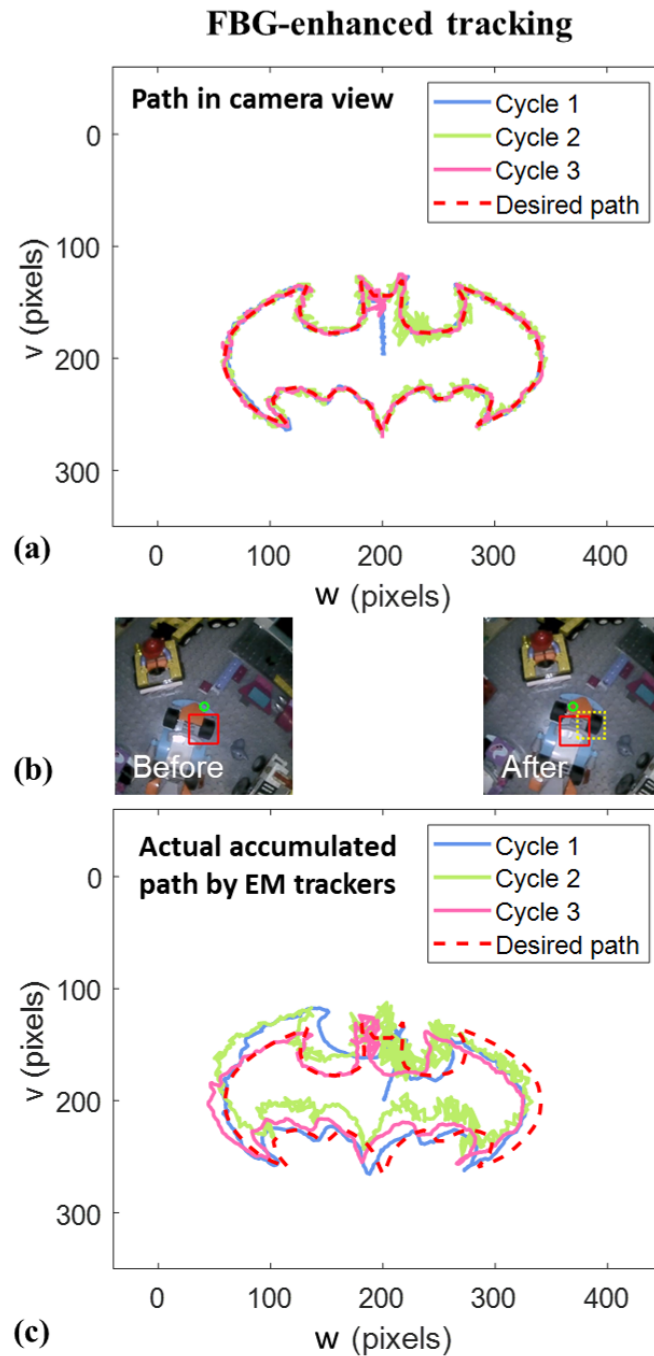 FBG-enhanced tracking
Path in camera view
Cycle 1
Cycle 2
Cycle 3
Desired path
0
100
200
300
v (pixels)
0 100 200 300 400
w (pixels)
(a)
Before
After
(b)
Actual accumulated
path by EM trackers
Cycle 1
Cycle 2
Cycle 3
Desired path
0
100
200
300
v (pixels)
0 100 200 300 400
w (pixels)
(c)